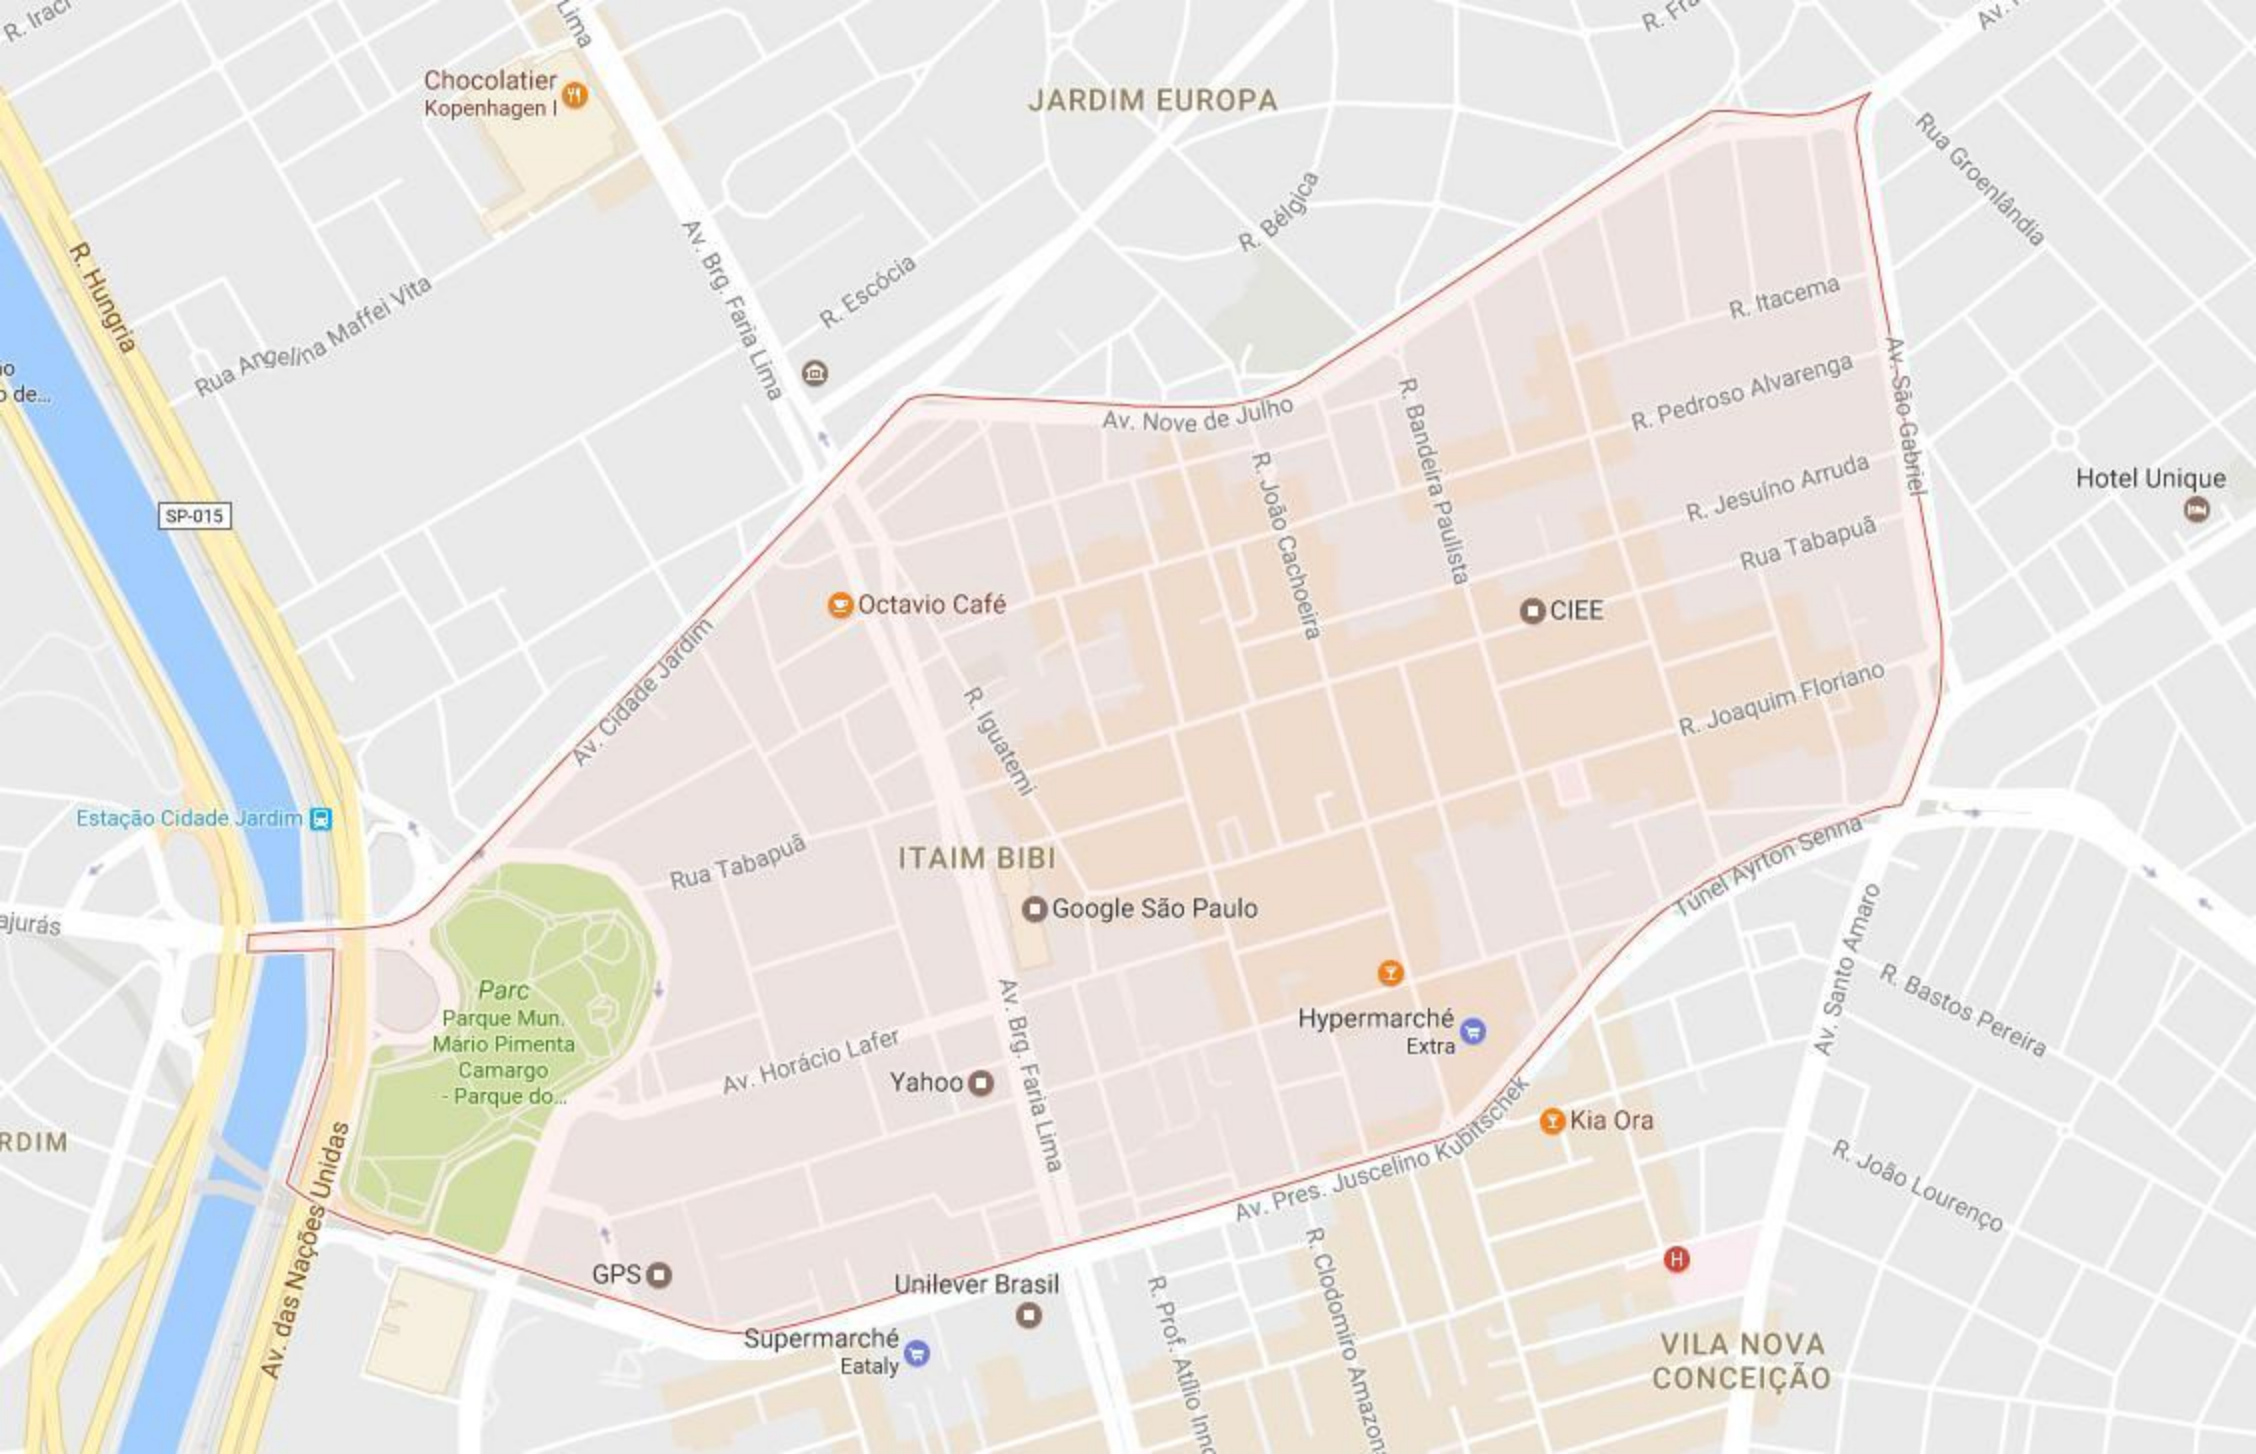 R. Iraci
Lima
R. Fra
Av.
Chocolatier
Kopenhagen I
JARDIM EUROPA
Rua Groenlândia
R. Bélgica
Av. Brg. Faria Lima
R. Hungria
R. Escócia
Rua Angelina Maffei Vita
R. Itacema
Av. São Gabriel
R. Pedroso Alvarenga
o de...
Av. Nove de Julho
R. Bandeira Paulista
R. João Cachoeira
R. Jesuíno Arruda
Hotel Unique
SP-015
Rua Tabapuã
Octavio Café
CIEE
Av. Cidade Jardim
R. Iguatemi
R. Joaquim Floriano
Estação Cidade Jardim
Rua Tabapuã
ITAIM BIBI
Túnel Ayrton Senna
ajurás
Google São Paulo
Av. Santo Amaro
R. Bastos Pereira
Parc
Parque Mun.
Mário Pimenta
Camargo
- Parque do...
Av. Brg. Faria Lima
Hypermarché
Extra
Av. Horácio Lafer
Yahoo
Av. Pres. Juscelino Kubitschek
Kia Ora
RDIM
Av. das Nações Unidas
R. João Lourenço
GPS
Unilever Brasil
R. Clodomiro Amazon
R. Prof. Atílio Inno
H
Supermarché
Eataly
VILA NOVA
CONCEIÇÃO